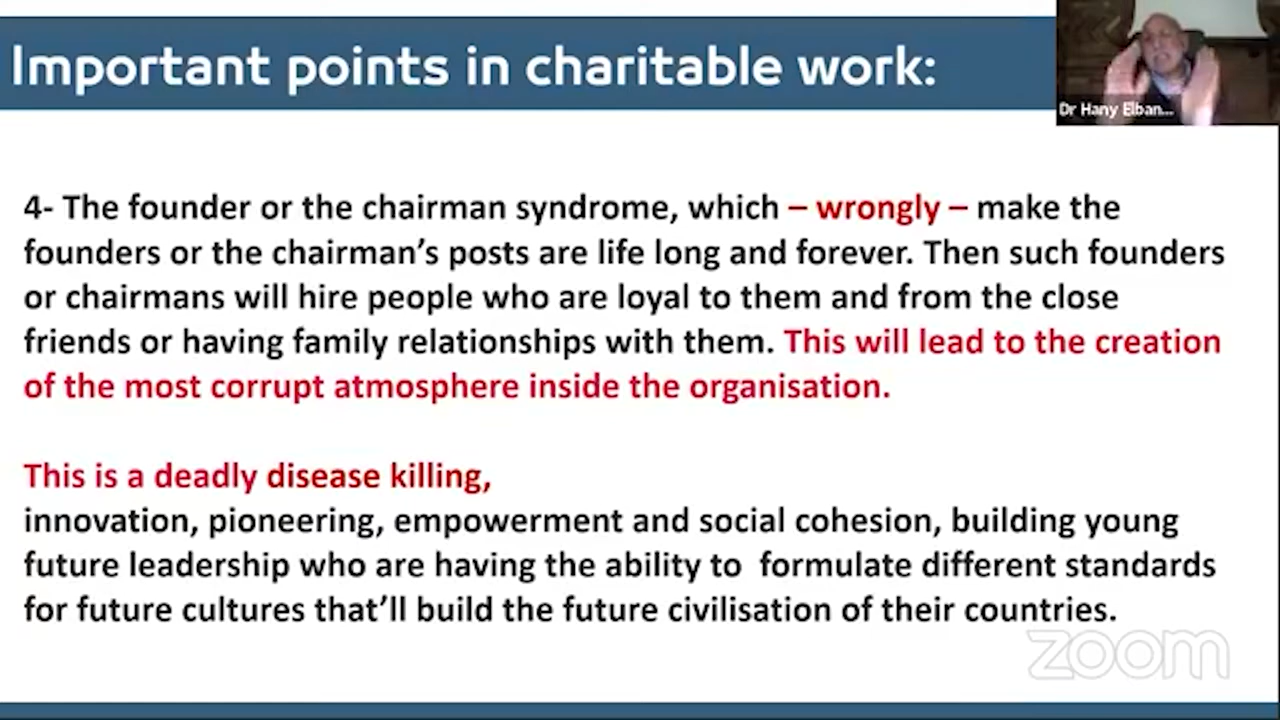 Important points in charitable work:
Dr Hany Elban...
4- The founder or the chairman syndrome, which – wrongly – make the
founders or the chairman’s posts are life long and forever. Then such founders
or chairmans will hire people who are loyal to them and from the close
friends or having family relationships with them. This will lead to the creation
of the most corrupt atmosphere inside the organisation.
This is a deadly disease killing,
innovation, pioneering, empowerment and social cohesion, building young
future leadership who are having the ability to  formulate different standards
for future cultures that’ll build the future civilisation of their countries.
zoom